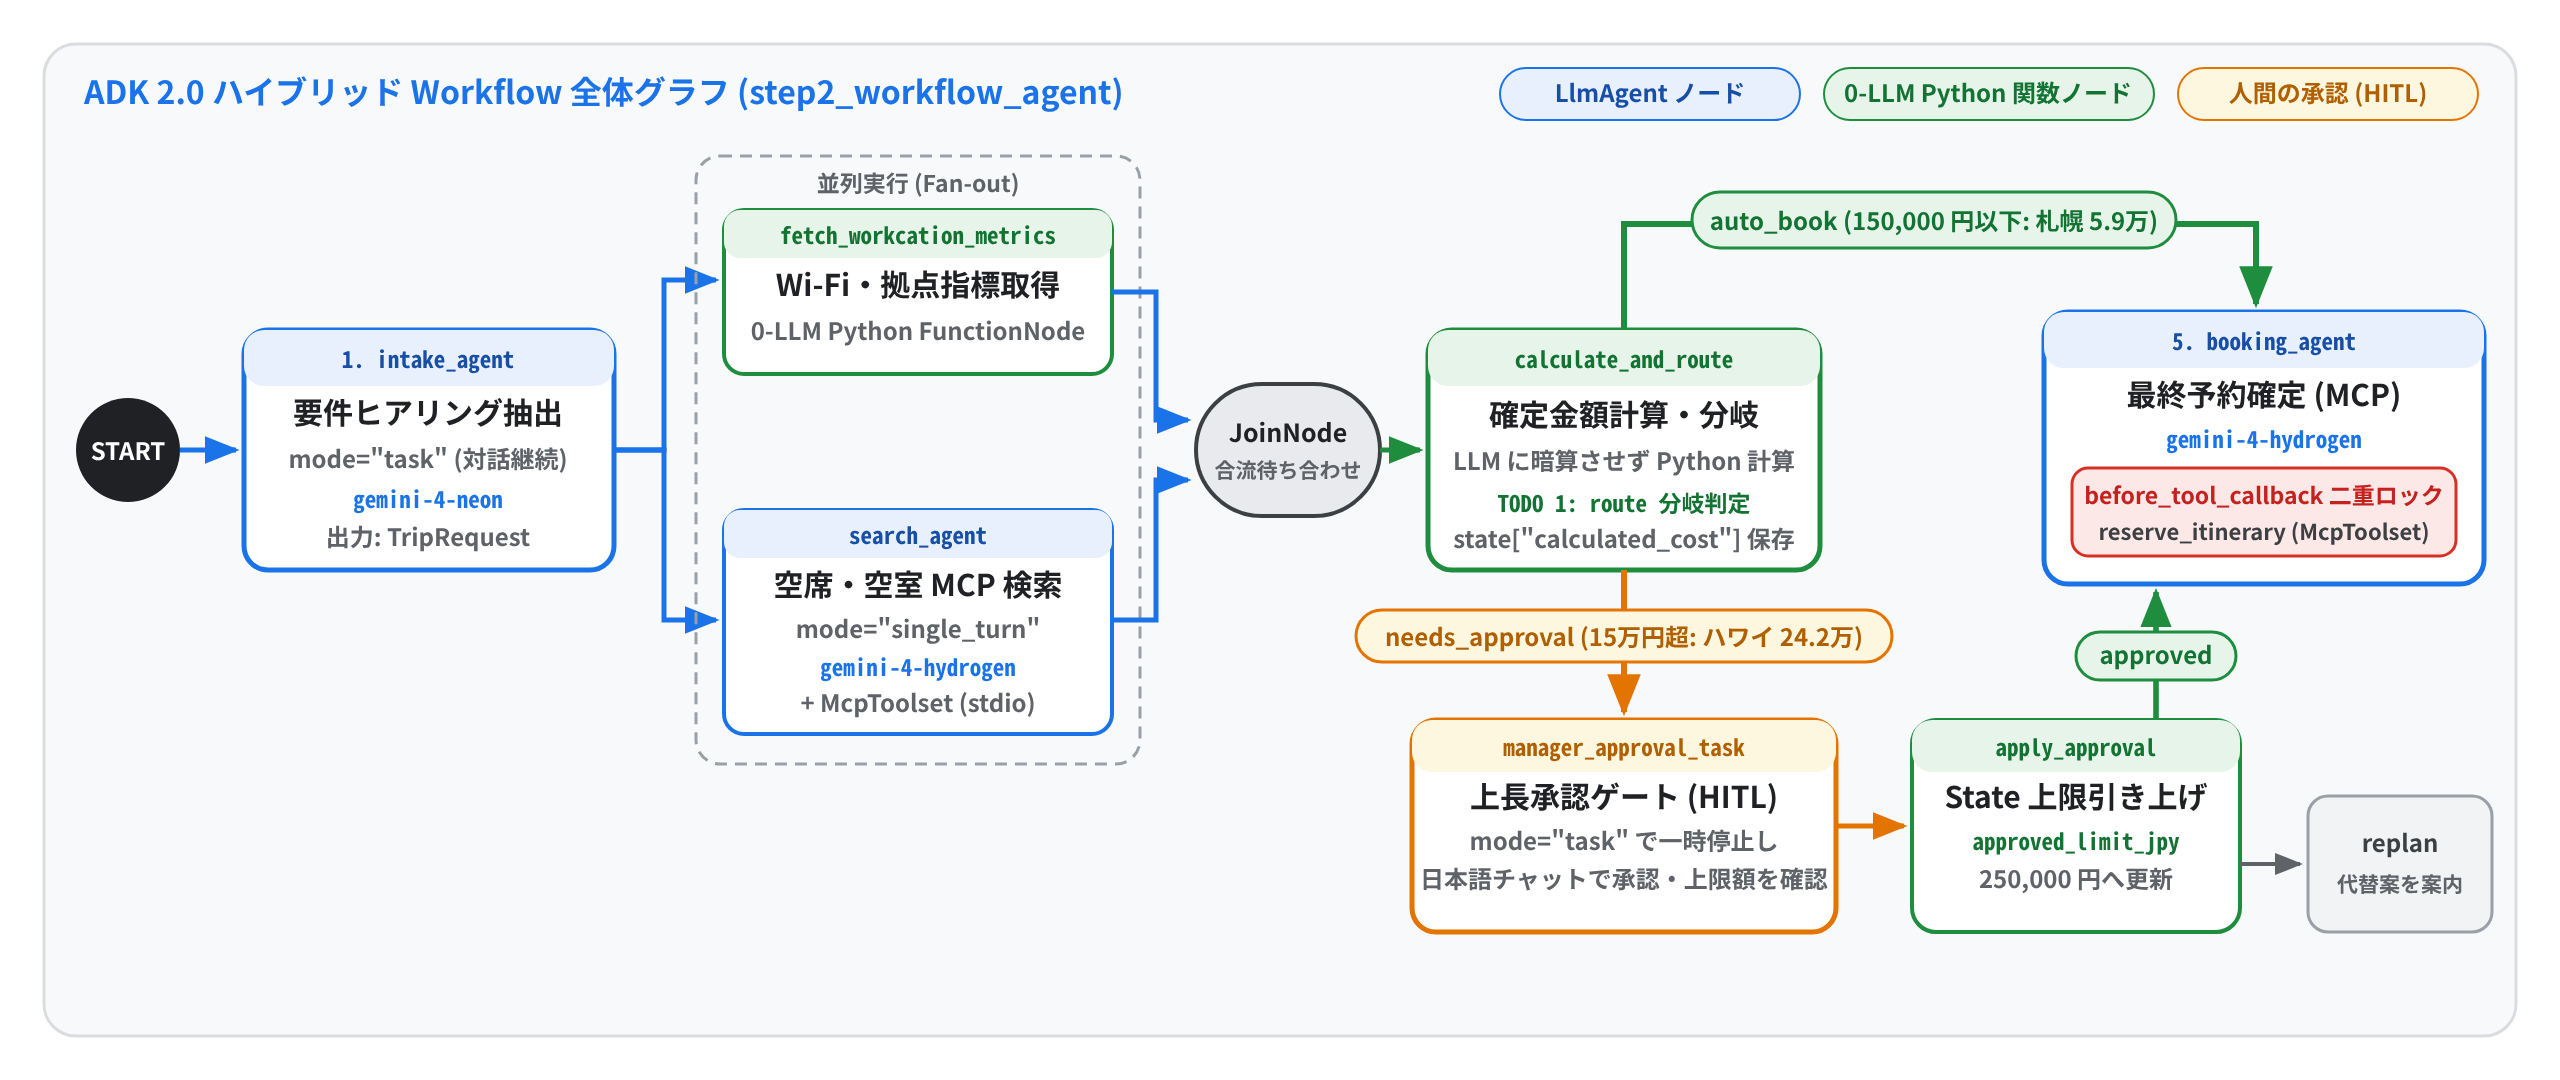 ADK 2.0 ハイブリッド Workflow 全体グラフ (step2_workflow_agent)
LlmAgent ノード
0-LLM Python 関数ノード
人間の承認 (HITL)
START
1. intake_agent
要件ヒアリング抽出
mode="task" (対話継続)
gemini-4-neon
出力: TripRequest
並列実行 (Fan-out)
fetch_workcation_metrics
Wi-Fi・拠点指標取得
0-LLM Python FunctionNode
search_agent
空席・空室 MCP 検索
mode="single_turn"
gemini-4-hydrogen
+ McpToolset (stdio)
JoinNode
合流待ち合わせ
calculate_and_route
確定金額計算・分岐
LLM に暗算させず Python 計算
TODO 1: route 分岐判定
state["calculated_cost"] 保存
auto_book (150,000 円以下: 札幌 5.9万)
5. booking_agent
最終予約確定 (MCP)
gemini-4-hydrogen
before_tool_callback 二重ロック
reserve_itinerary (McpToolset)
needs_approval (15万円超: ハワイ 24.2万)
manager_approval_task
上長承認ゲート (HITL)
mode="task" で一時停止し
日本語チャットで承認・上限額を確認
approved
apply_approval
State 上限引き上げ
approved_limit_jpy
250,000 円へ更新
replan
代替案を案内